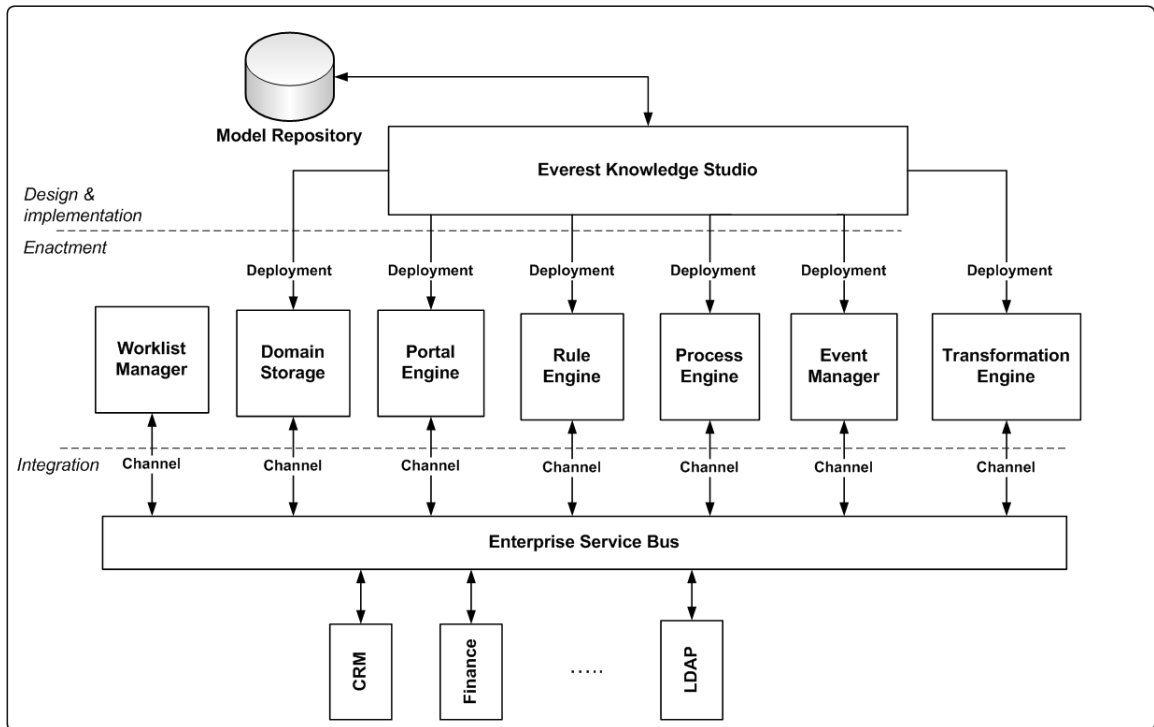 Model Repository
Everest Knowledge Studio
Design &
implementation
Enactment
Deployment
Deployment
Deployment
Deployment
Deployment
Deployment
Worklist
Manager
Domain
Storage
Portal
Engine
Rule
Engine
Process
Engine
Event
Manager
Transformation
Engine
Integration
Channel
Channel
Channel
Channel
Channel
Channel
Channel
Enterprise Service Bus
CRM
Finance
.....
LDAP